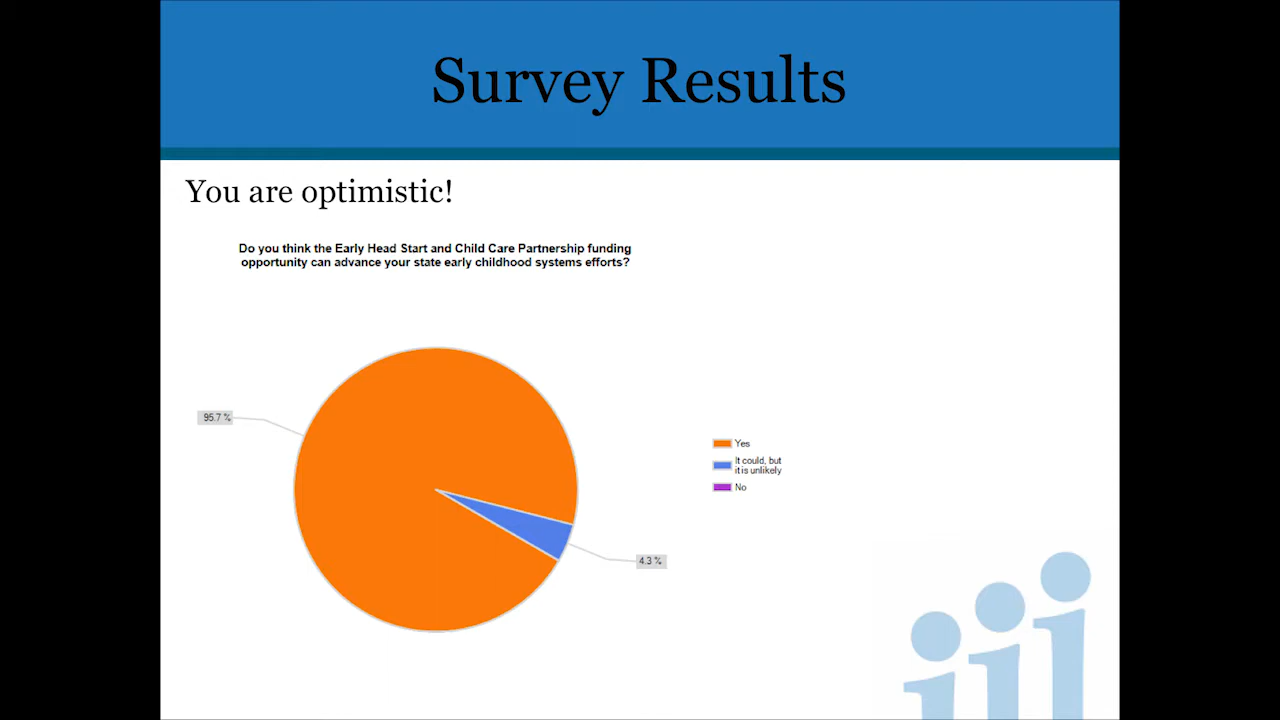 Survey Results
You are optimistic!
Do you think the Early Head Start and Child Care Partnership funding
opportunity can advance your state early childhood systems efforts?
95.7 %
Yes
It could, but
it is unlikely
No
4.3 %